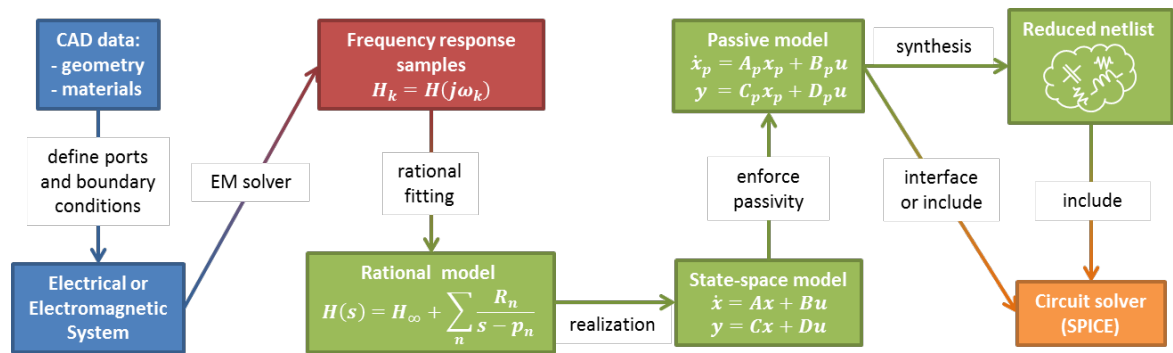 CAD data:
- geometry
- materials
define ports
and boundary
conditions
Electrical or
Electromagnetic
System
EM solver
Frequency response
samples
H_k = H(jω_k)
rational
fitting
Rational model
H(s) = H_∞ + ∑_n R_n / (s − p_n)
realization
State-space model
ẋ = Ax + Bu
y = Cx + Du
enforce
passivity
Passive model
ẋ_p = A_p x_p + B_p u
y = C_p x_p + D_p u
synthesis
Reduced netlist
interface
or include
include
Circuit solver
(SPICE)